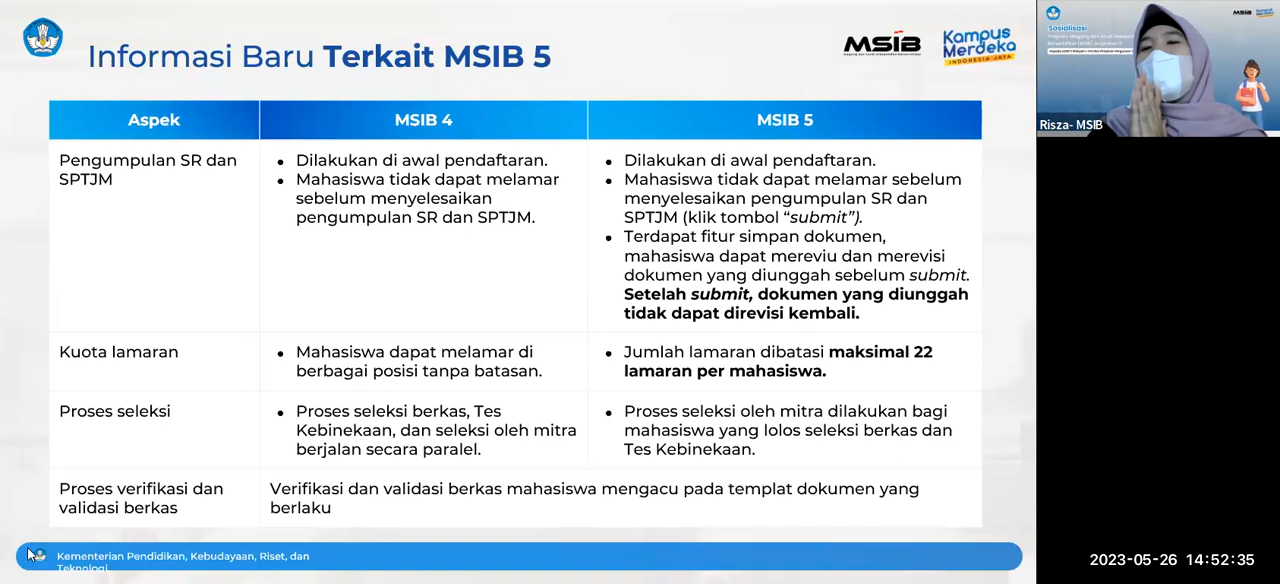 Informasi Baru Terkait MSIB 5
MSIB
Kampus
Merdeka
INDONESIA JAYA
Aspek
MSIB 4
MSIB 5
Pengumpulan SR dan
SPTJM
● Dilakukan di awal pendaftaran.
● Mahasiswa tidak dapat melamar
sebelum menyelesaikan
pengumpulan SR dan SPTJM.
● Dilakukan di awal pendaftaran.
● Mahasiswa tidak dapat melamar sebelum
menyelesaikan pengumpulan SR dan
SPTJM (klik tombol “submit”).
● Terdapat fitur simpan dokumen,
mahasiswa dapat mereviu dan merevisi
dokumen yang diunggah sebelum submit.
Setelah submit, dokumen yang diunggah
tidak dapat direvisi kembali.
Kuota lamaran
● Mahasiswa dapat melamar di
berbagai posisi tanpa batasan.
● Jumlah lamaran dibatasi maksimal 22
lamaran per mahasiswa.
Proses seleksi
● Proses seleksi berkas, Tes
Kebinekaan, dan seleksi oleh mitra
berjalan secara paralel.
● Proses seleksi oleh mitra dilakukan bagi
mahasiswa yang lolos seleksi berkas dan
Tes Kebinekaan.
Proses verifikasi dan
validasi berkas
Verifikasi dan validasi berkas mahasiswa mengacu pada templat dokumen yang
berlaku
Kementerian Pendidikan, Kebudayaan, Riset, dan
Teknologi
Sosialisasi
Risza- MSIB
2023-05-26 14:52:35